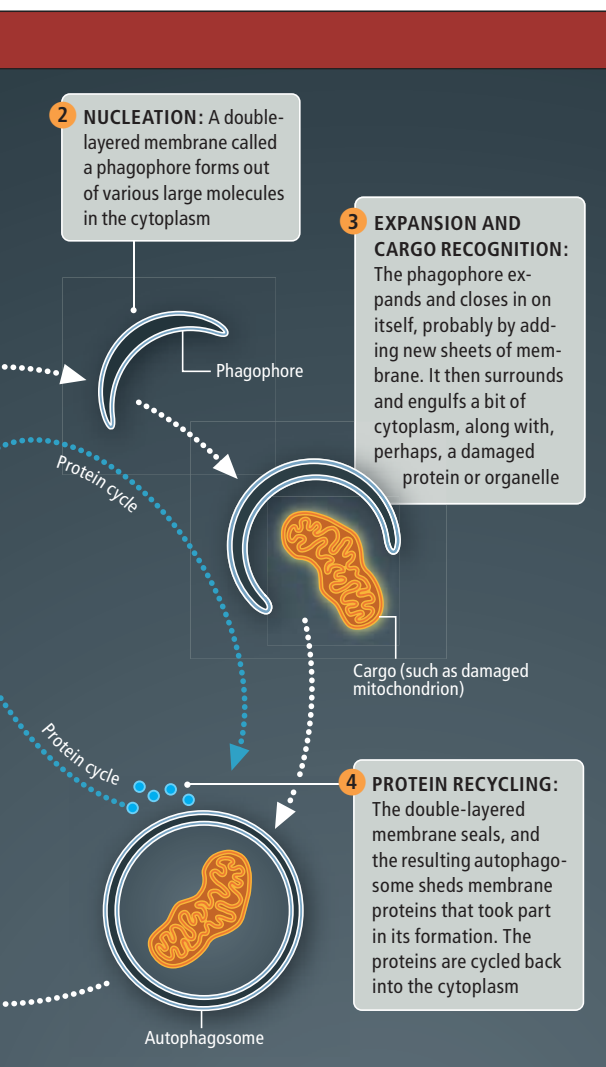 2 NUCLEATION: A double-
layered membrane called
a phagophore forms out
of various large molecules
in the cytoplasm
3 EXPANSION AND
CARGO RECOGNITION:
The phagophore ex-
pands and closes in on
itself, probably by add-
ing new sheets of mem-
brane. It then surrounds
and engulfs a bit of
cytoplasm, along with,
perhaps, a damaged
protein or organelle
Phagophore
Protein cycle
Cargo (such as damaged
mitochondrion)
Protein cycle
4 PROTEIN RECYCLING:
The double-layered
membrane seals, and
the resulting autophago-
some sheds membrane
proteins that took part
in its formation. The
proteins are cycled back
into the cytoplasm
Autophagosome